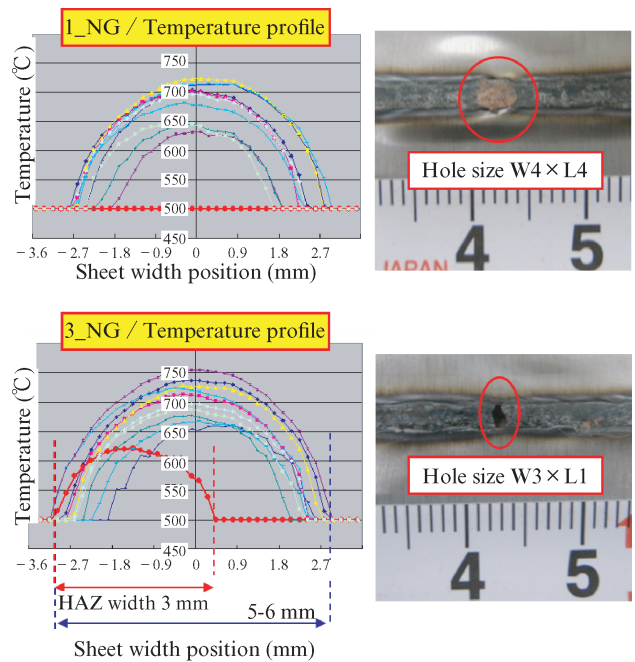 1_NG / Temperature profile
Temperature (℃)
750
700
650
600
550
500
450
−3.6 −2.7 −1.8 −0.9 0 0.9 1.8 2.7
Sheet width position (mm)
Hole size W4×L4
4 5
JAPAN
3_NG / Temperature profile
Temperature (℃)
750
700
650
600
550
500
450
−3.6 −2.7 −1.8 −0.9 0 0.9 1.8 2.7
HAZ width 3 mm
5-6 mm
Sheet width position (mm)
Hole size W3×L1
4 5